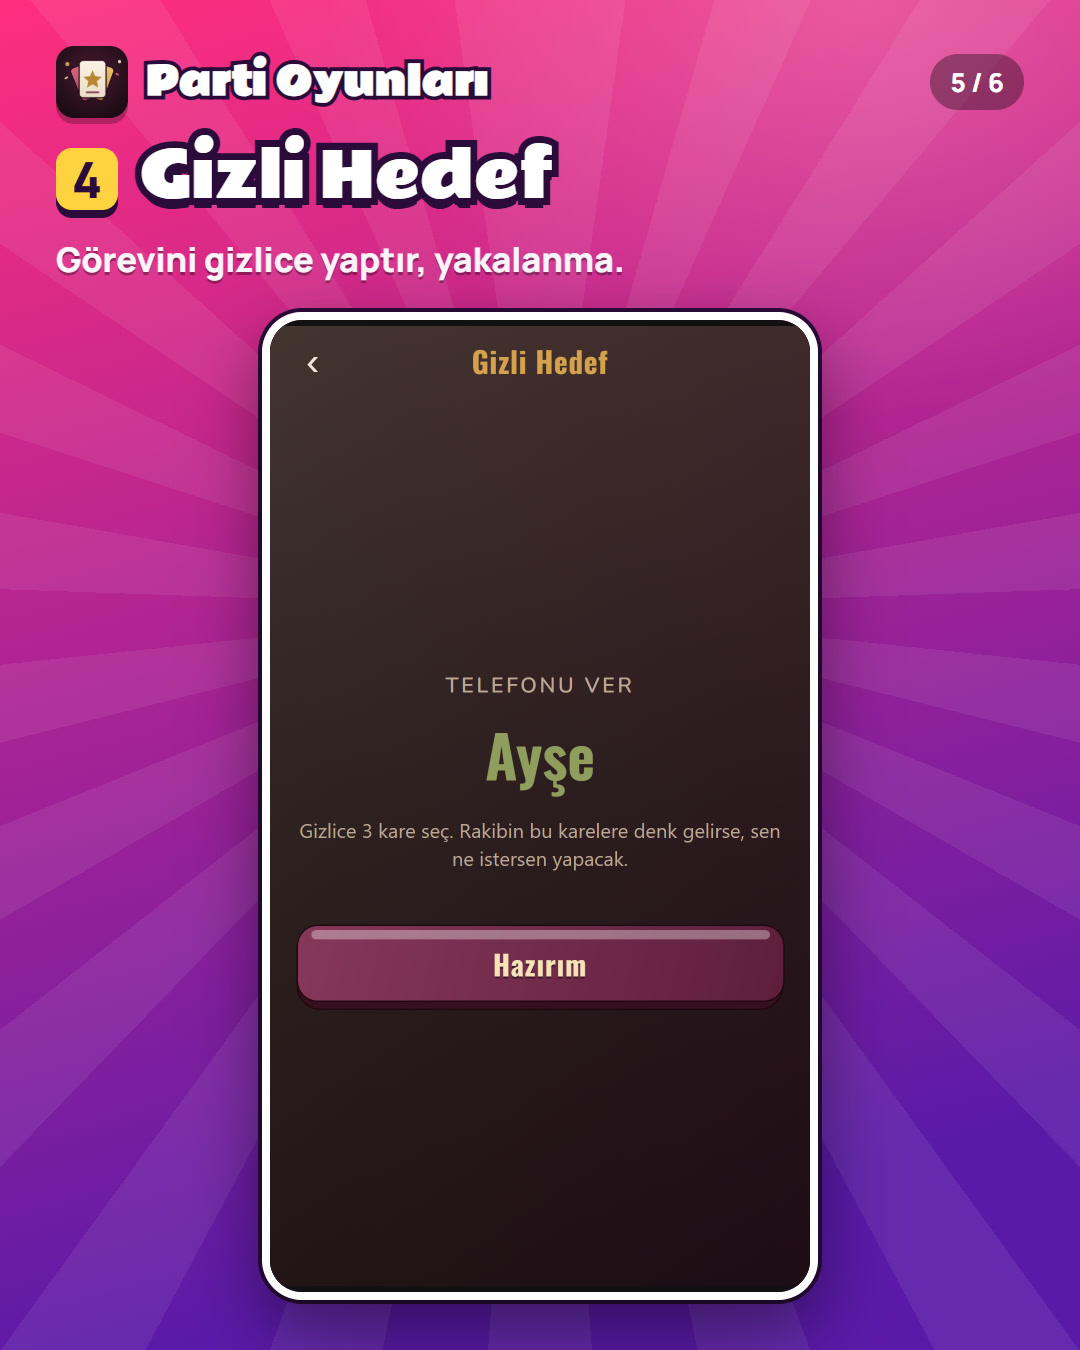 Parti Oyunları
5 / 6
4 Gizli Hedef
Görevini gizlice yaptır, yakalanma.
‹ Gizli Hedef
TELEFONU VER
Ayşe
Gizlice 3 kare seç. Rakibin bu karelere denk gelirse, sen
ne istersen yapacak.
Hazırım